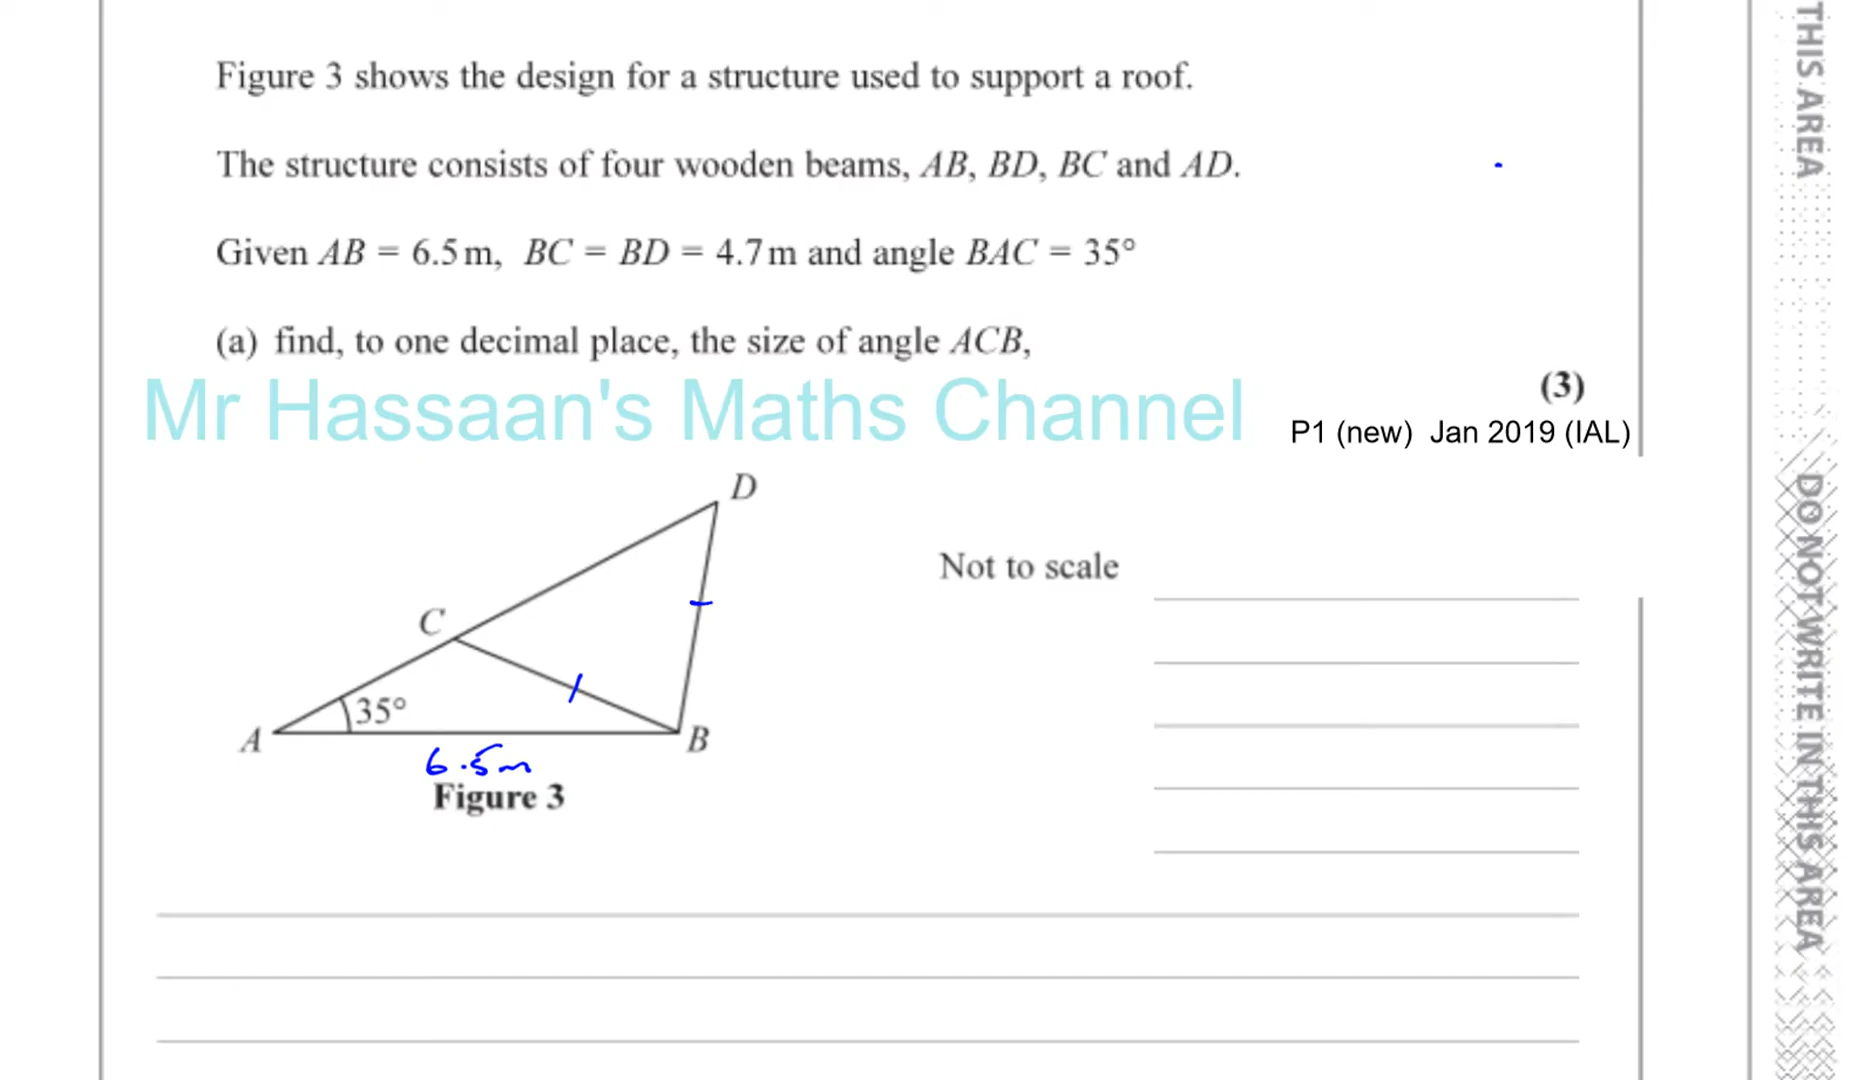 Figure 3 shows the design for a structure used to support a roof.
The structure consists of four wooden beams, AB, BD, BC and AD.
Given AB = 6.5 m, BC = BD = 4.7 m and angle BAC = 35°
(a) find, to one decimal place, the size of angle ACB,
(3)
Mr Hassaan's Maths Channel
P1 (new) Jan 2019 (IAL)
D
Not to scale
C
35°
A
B
6.5m
Figure 3
THIS AREA
DO NOT WRITE IN THIS AREA